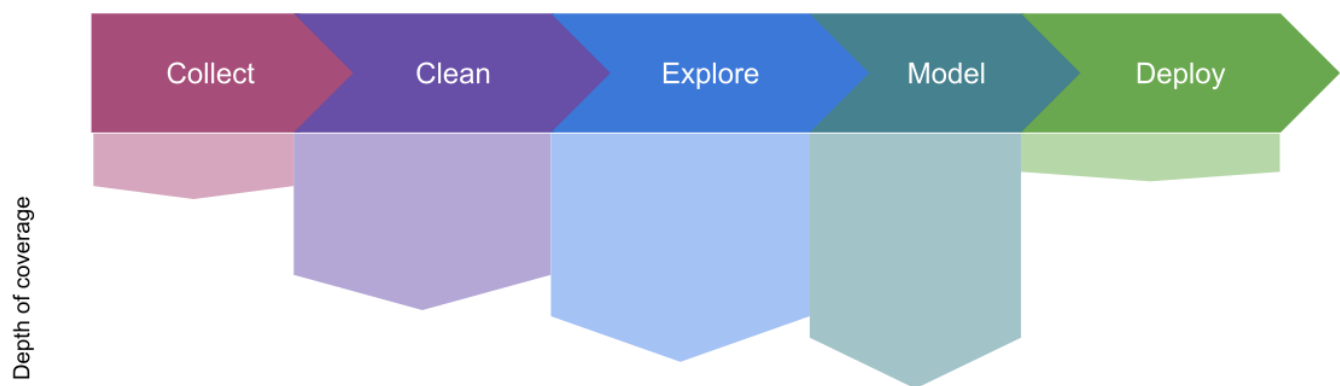 Collect
Clean
Explore
Model
Deploy
Depth of coverage